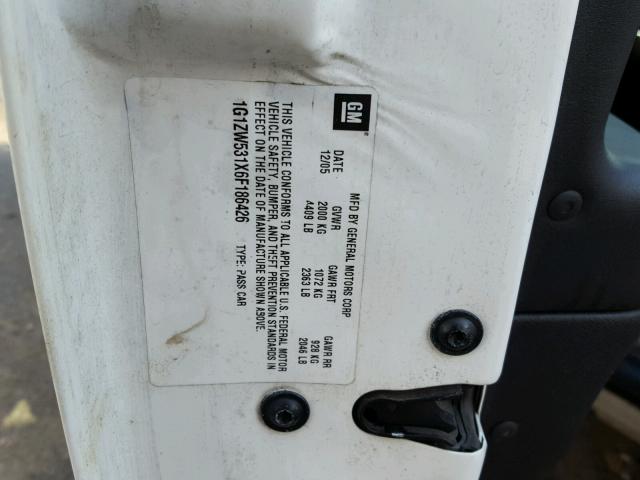 GM
MFD BY GENERAL MOTORS CORP
DATE GVWR GAWR FRT GAWR RR
12/05 2000 KG 1072 KG 928 KG
4409 LB 2363 LB 2046 LB
THIS VEHICLE CONFORMS TO ALL APPLICABLE U.S. FEDERAL MOTOR
VEHICLE SAFETY, BUMPER, AND THEFT PREVENTION STANDARDS IN
EFFECT ON THE DATE OF MANUFACTURE SHOWN ABOVE.
1G1ZW531X6F186426 TYPE: PASS CAR